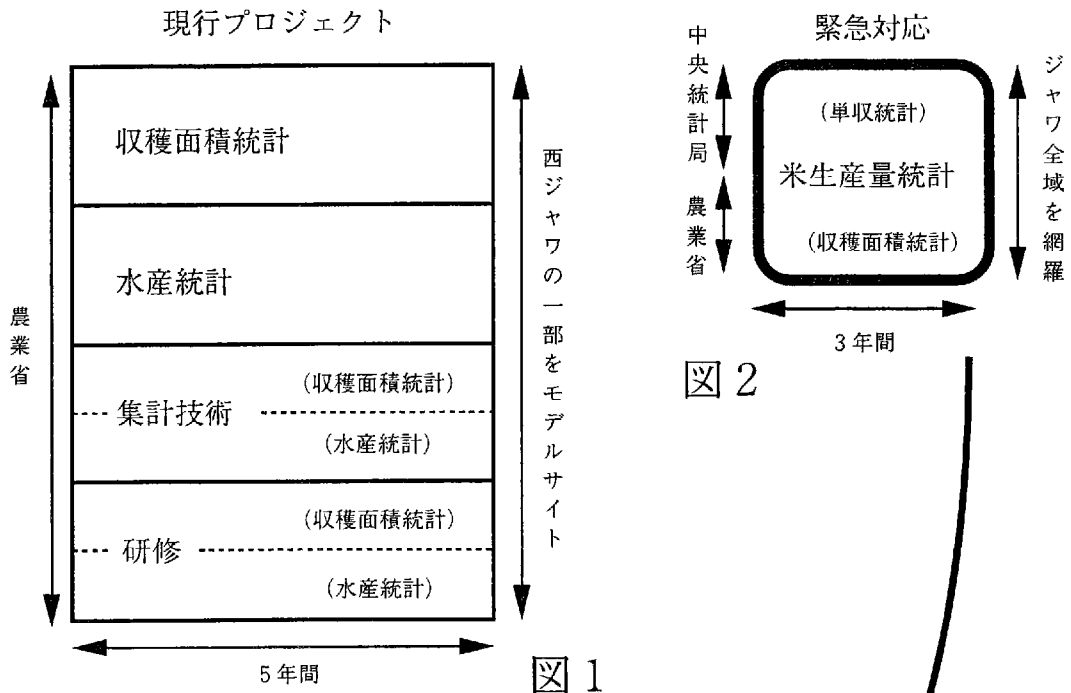 現行プロジェクト
収穫面積統計
水産統計
集計技術
(収穫面積統計)
(水産統計)
研修
(収穫面積統計)
(水産統計)
農業省
西ジャワの一部をモデルサイト
5年間
図1
緊急対応
中央統計局
農業省
(単収統計)
米生産量統計
(収穫面積統計)
ジャワ全域を網羅
3年間
図2